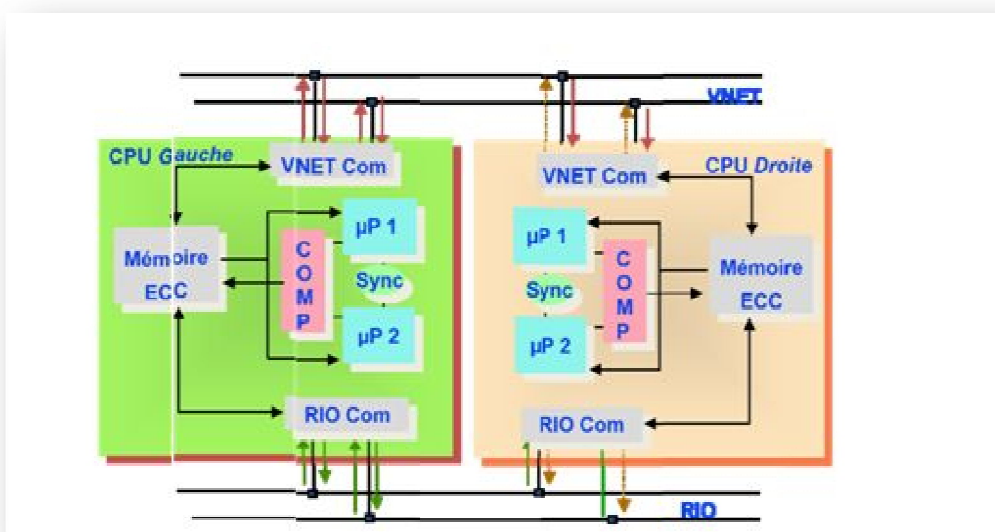 VNET
CPU Gauche
VNET Com
Mémoire
ECC
C
O
M
P
µP 1
Sync
µP 2
RIO Com
VNET Com
CPU Droite
µP 1
Sync
µP 2
C
O
M
P
Mémoire
ECC
RIO Com
RIO